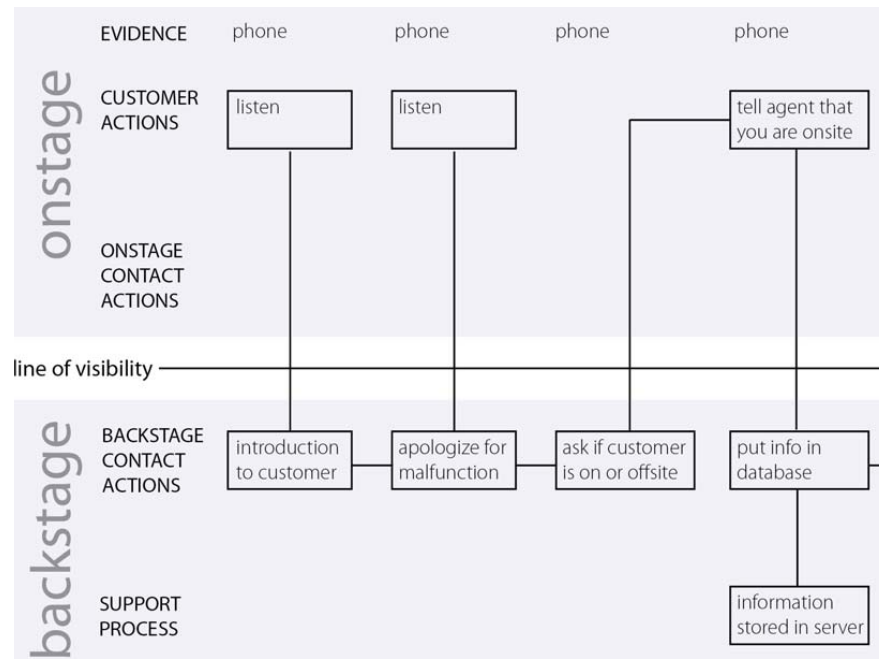 EVIDENCE phone phone phone phone
onstage
CUSTOMER
ACTIONS
listen
listen
tell agent that
you are onsite
ONSTAGE
CONTACT
ACTIONS
line of visibility
backstage
BACKSTAGE
CONTACT
ACTIONS
introduction
to customer
apologize for
malfunction
ask if customer
is on or offsite
put info in
database
SUPPORT
PROCESS
information
stored in server